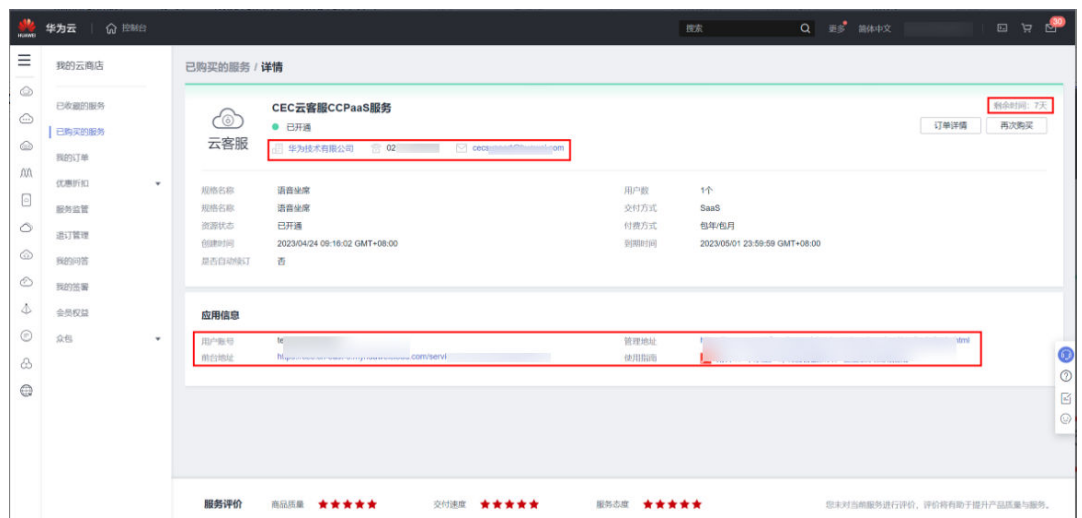 HUAWEI 华为云 控制台 搜索 更多 简体中文 30
我的云商店
已购买的服务 / 详情
已收藏的服务
已购买的服务
我的订单
优惠折扣
服务监管
退订管理
我的问答
我的签署
会员权益
众包
云客服
CEC云客服CCPaaS服务
已开通
剩余时间: 7天
订单详情 再次购买
华为技术有限公司 02
规格名称 语音坐席 用户数 1个
规格名称 语音坐席 交付方式 SaaS
资源状态 已开通 付费方式 包年/包月
创建时间 2023/04/24 09:16:02 GMT+08:00 到期时间 2023/05/01 23:59:59 GMT+08:00
是否自动续订 否
应用信息
用户账号 te 管理地址
前台地址 使用指南
服务评价 商品质量 交付速度 服务态度 您未对当前服务进行评价，评价将有助于提升产品质量与服务。